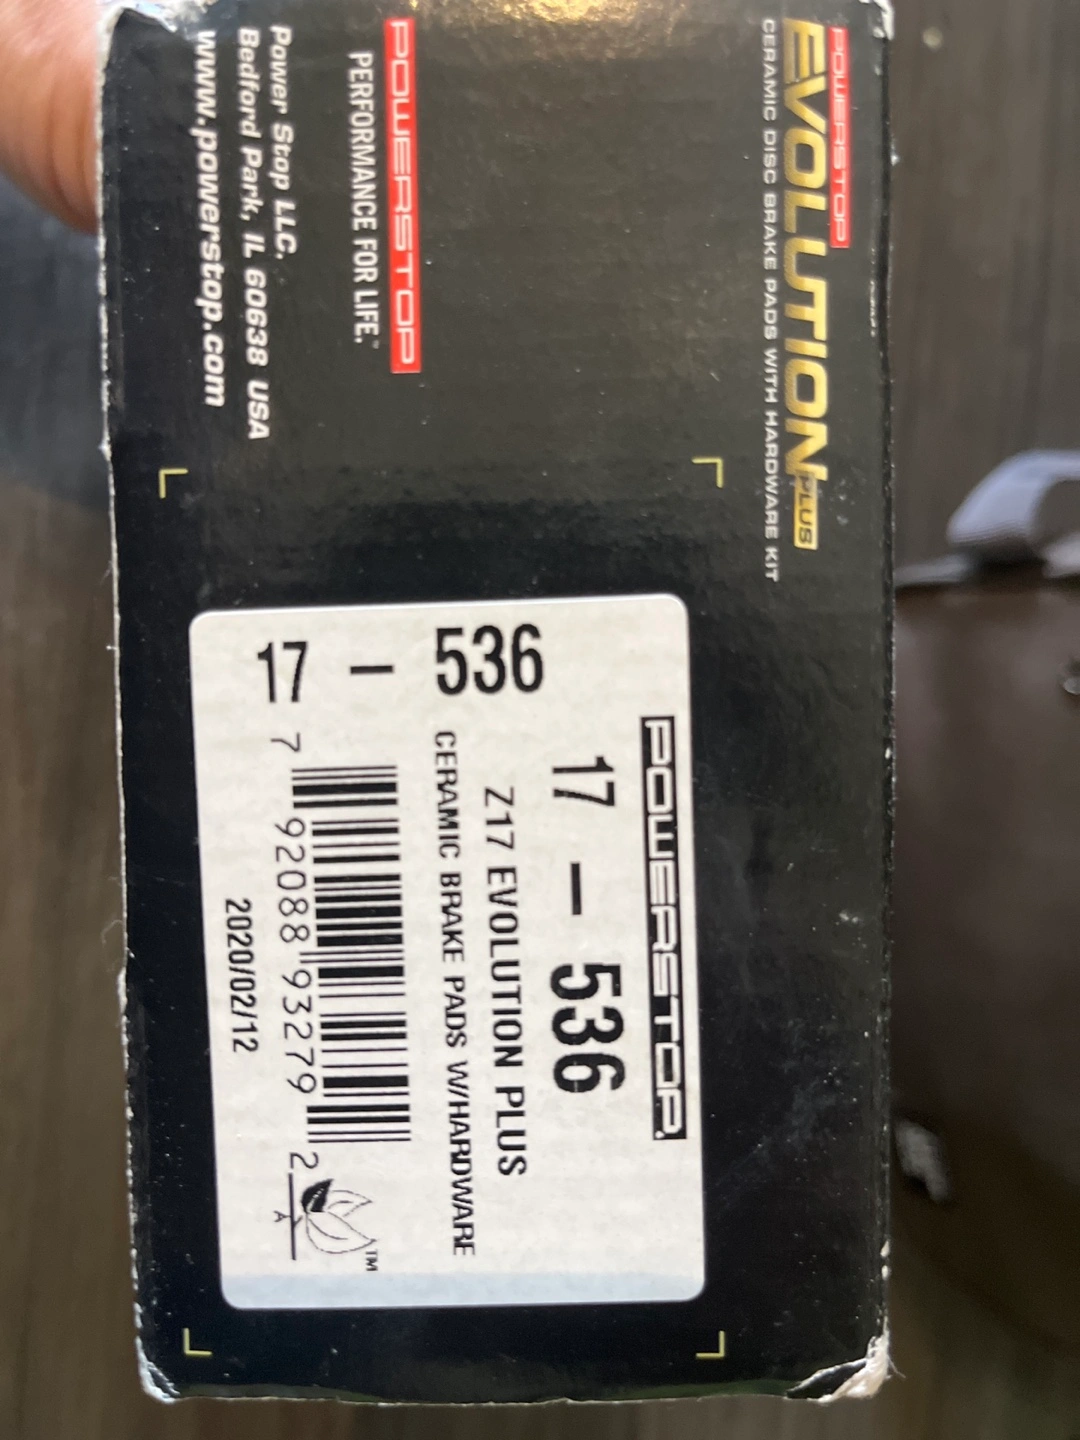 POWERSTOP
EVOLUTION PLUS
CERAMIC DISC BRAKE PADS WITH HARDWARE KIT
POWERSTOP
PERFORMANCE FOR LIFE.™
Power Stop LLC.
Bedford Park, IL 60638 USA
www.powerstop.com
POWERSTOP.
17 - 536
Z17 EVOLUTION PLUS
CERAMIC BRAKE PADS W/HARDWARE
7 92088 93279 2
2020/02/12
A
TM
17 - 536